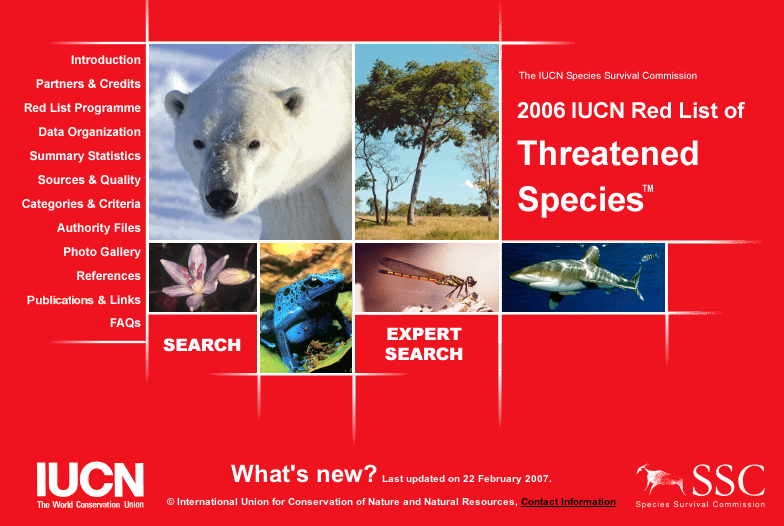 Introduction
Partners & Credits
Red List Programme
Data Organization
Summary Statistics
Sources & Quality
Categories & Criteria
Authority Files
Photo Gallery
References
Publications & Links
FAQs
The IUCN Species Survival Commission
2006 IUCN Red List of
Threatened
Species™
SEARCH
EXPERT
SEARCH
IUCN
The World Conservation Union
What's new? Last updated on 22 February 2007.
© International Union for Conservation of Nature and Natural Resources, Contact Information
SSC
Species Survival Commission